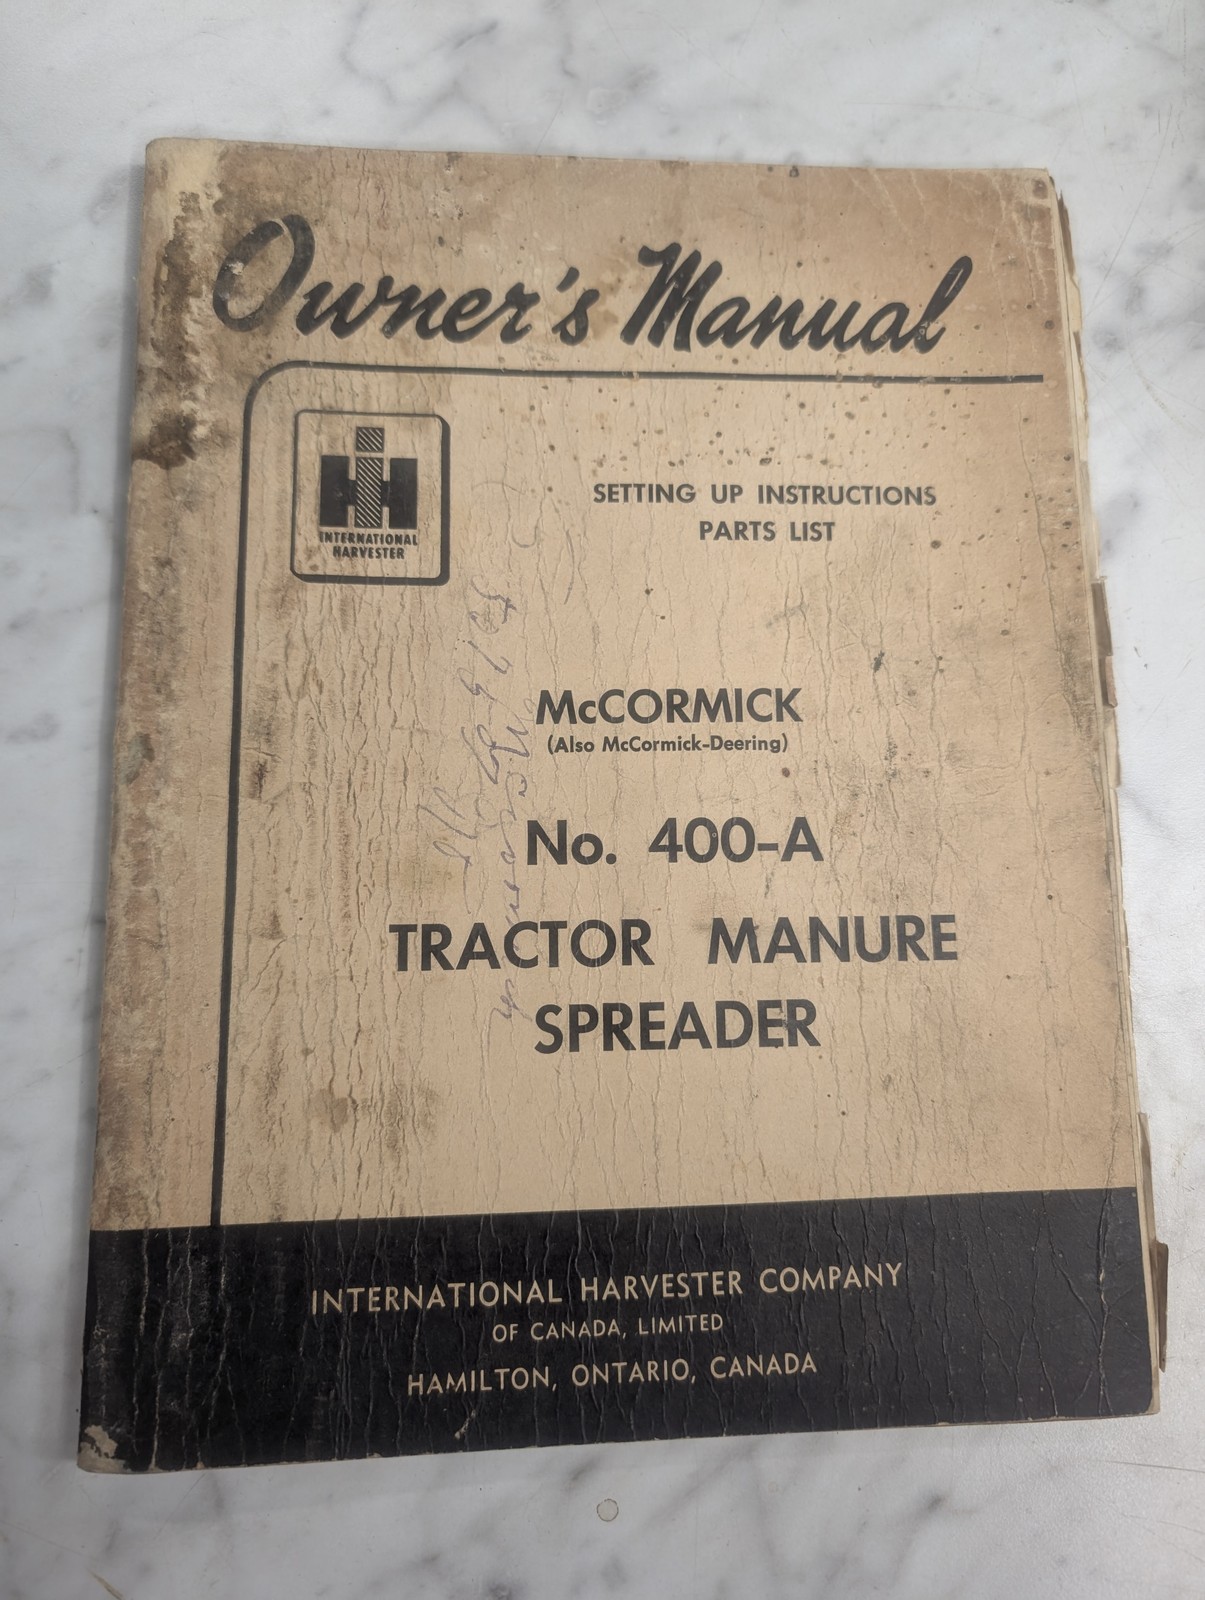 Owner's Manual
IH
INTERNATIONAL
HARVESTER
SETTING UP INSTRUCTIONS
PARTS LIST
McCORMICK
(Also McCormick-Deering)
No. 400-A
TRACTOR MANURE
SPREADER
INTERNATIONAL HARVESTER COMPANY
OF CANADA, LIMITED
HAMILTON, ONTARIO, CANADA